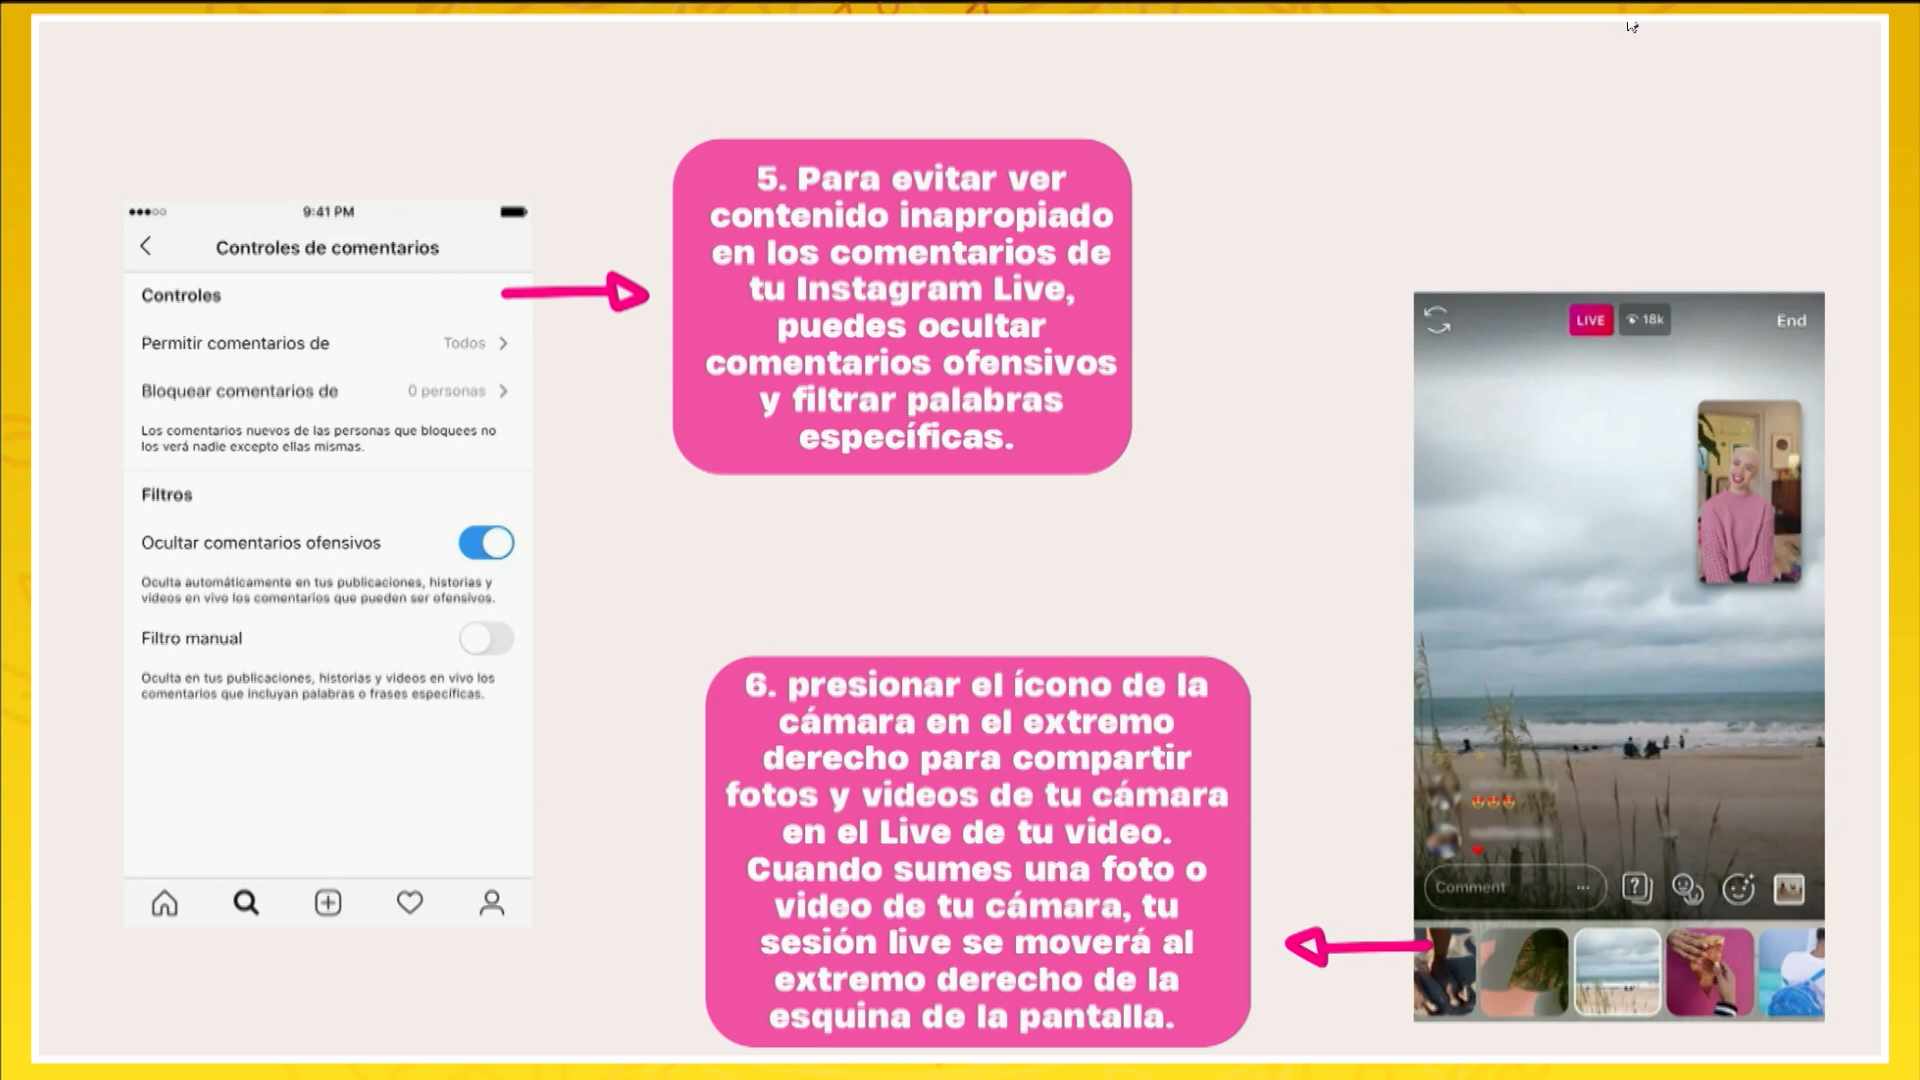 9:41 PM
Controles de comentarios
Controles
Permitir comentarios de Todos
Bloquear comentarios de 0 personas
Los comentarios nuevos de las personas que bloquees no
los verá nadie excepto ellas mismas.
Filtros
Ocultar comentarios ofensivos
Oculta automáticamente en tus publicaciones, historias y
videos en vivo los comentarios que pueden ser ofensivos.
Filtro manual
Oculta en tus publicaciones, historias y videos en vivo los
comentarios que incluyan palabras o frases específicas.
5. Para evitar ver
contenido inapropiado
en los comentarios de
tu Instagram Live,
puedes ocultar
comentarios ofensivos
y filtrar palabras
específicas.
6. presionar el ícono de la
cámara en el extremo
derecho para compartir
fotos y videos de tu cámara
en el Live de tu video.
Cuando sumes una foto o
video de tu cámara, tu
sesión live se moverá al
extremo derecho de la
esquina de la pantalla.
LIVE 18k End
Comment ...